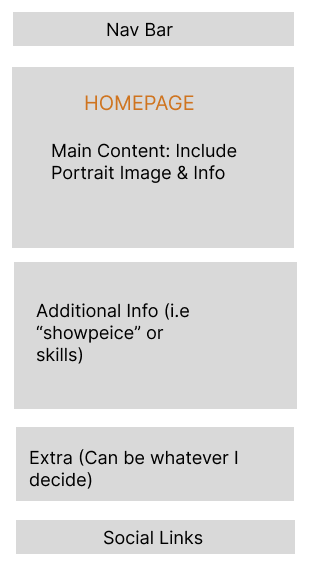 Nav Bar
HOMEPAGE
Main Content: Include
Portrait Image & Info
Additional Info (i.e
“showpeice” or
skills)
Extra (Can be whatever I
decide)
Social Links